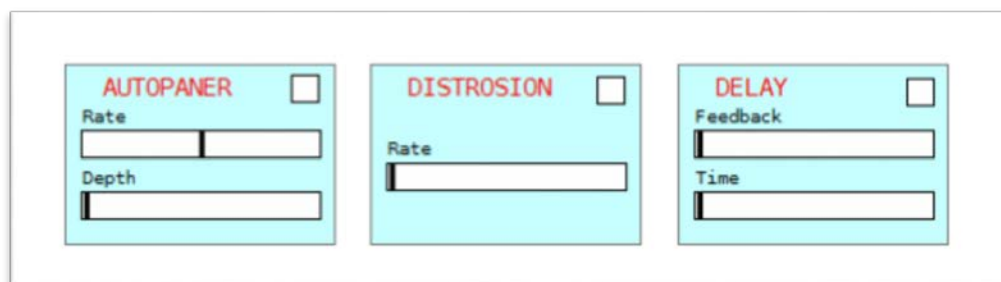 AUTOPANER
Rate
Depth
DISTROSION
Rate
DELAY
Feedback
Time